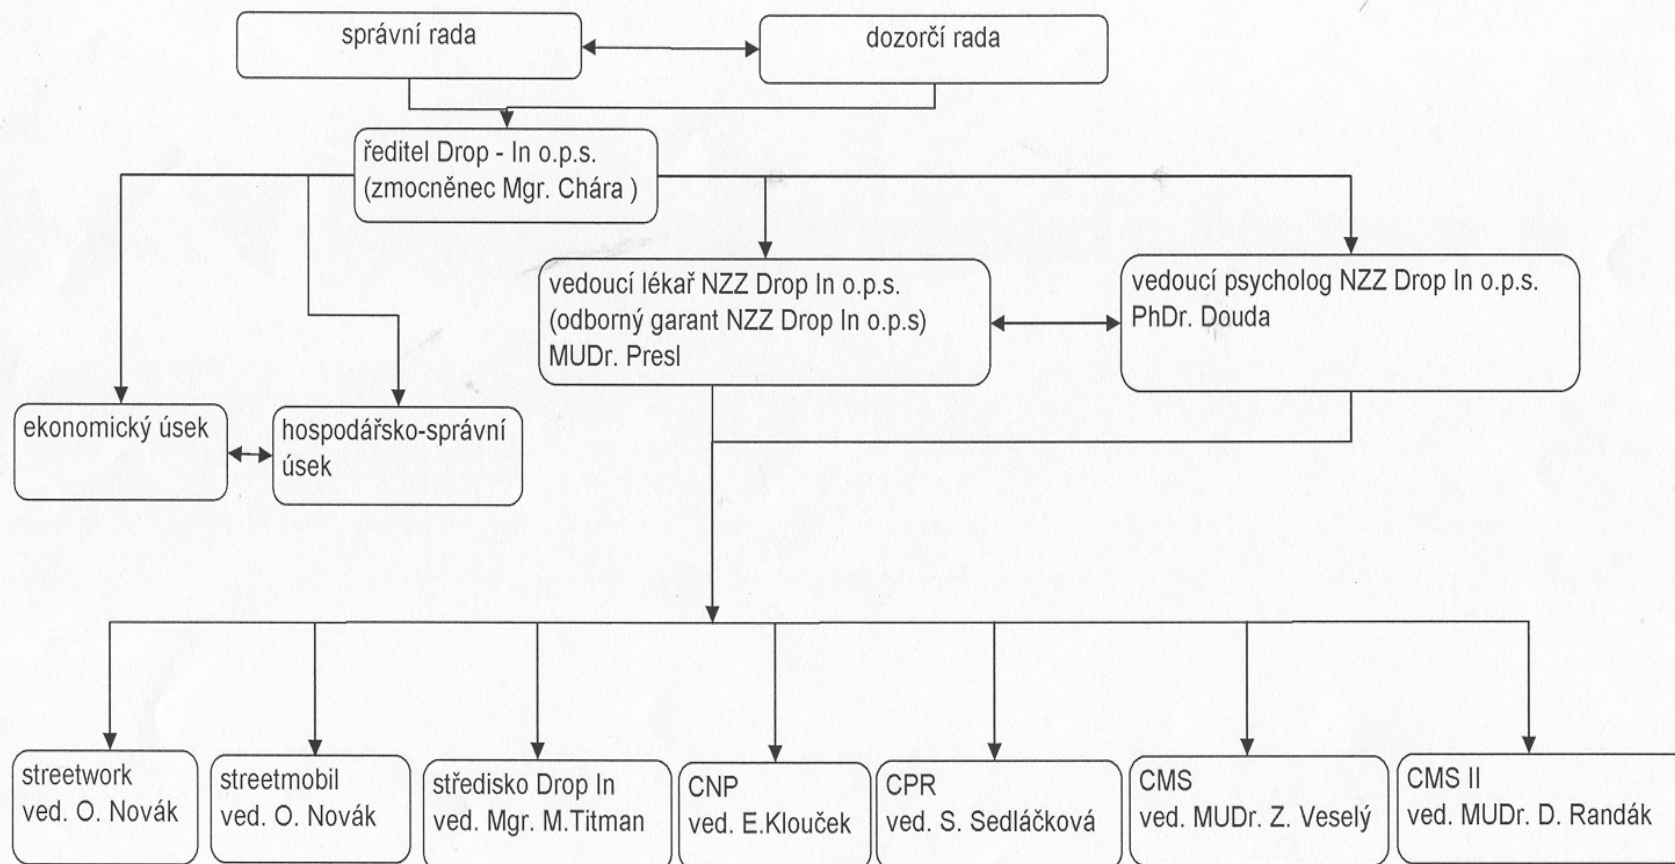 správní rada
dozorčí rada
ředitel Drop - In o.p.s.
(zmocněnec Mgr. Chára )
vedoucí lékař NZZ Drop In o.p.s.
(odborný garant NZZ Drop In o.p.s)
MUDr. Presl
vedoucí psycholog NZZ Drop In o.p.s.
PhDr. Douda
ekonomický úsek
hospodářsko-správní
úsek
streetwork
ved. O. Novák
streetmobil
ved. O. Novák
středisko Drop In
ved. Mgr. M.Titman
CNP
ved. E.Klouček
CPR
ved. S. Sedláčková
CMS
ved. MUDr. Z. Veselý
CMS II
ved. MUDr. D. Randák